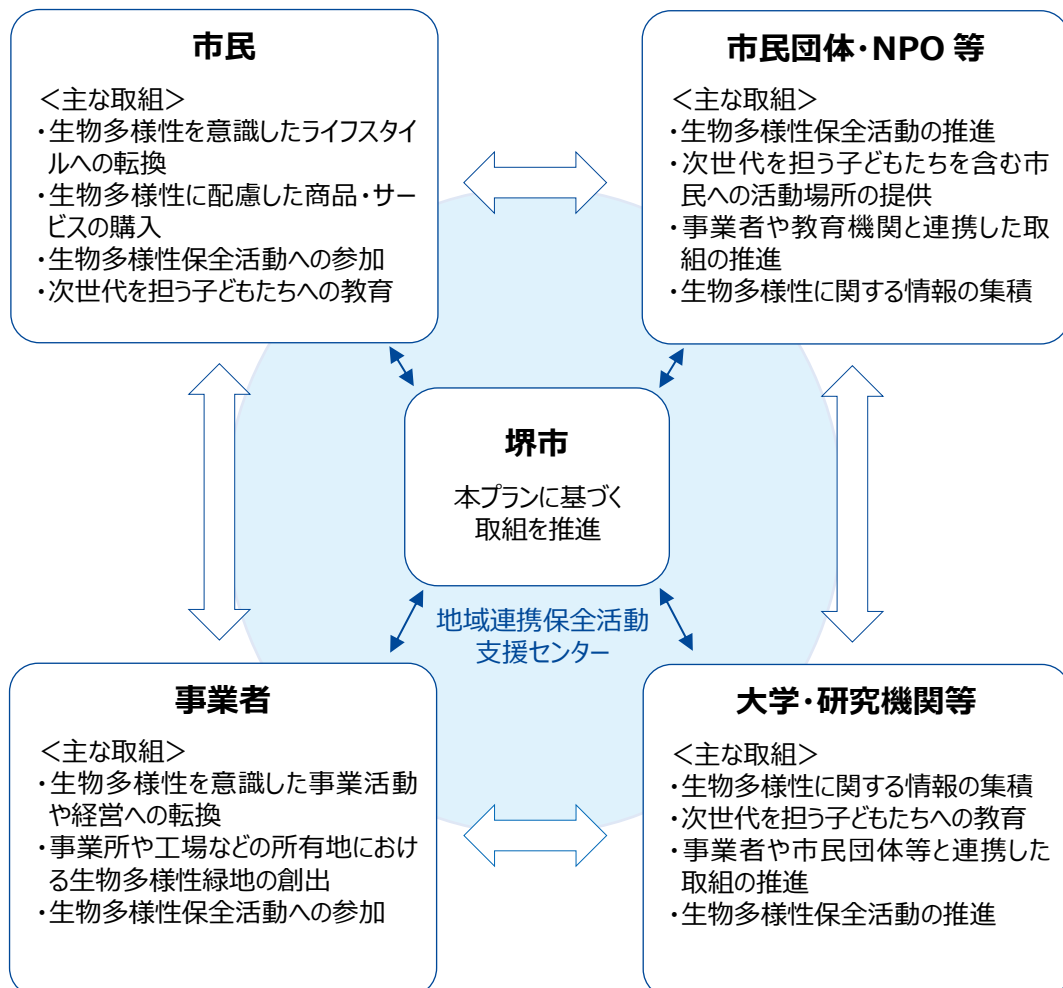 市民
＜主な取組＞
・生物多様性を意識したライフスタイ
ルへの転換
・生物多様性に配慮した商品・サー
ビスの購入
・生物多様性保全活動への参加
・次世代を担う子どもたちへの教育
市民団体・NPO 等
＜主な取組＞
・生物多様性保全活動の推進
・次世代を担う子どもたちを含む市
民への活動場所の提供
・事業者や教育機関と連携した取
組の推進
・生物多様性に関する情報の集積
堺市
本プランに基づく
取組を推進
地域連携保全活動
支援センター
事業者
＜主な取組＞
・生物多様性を意識した事業活動
や経営への転換
・事業所や工場などの所有地におけ
る生物多様性緑地の創出
・生物多様性保全活動への参加
大学・研究機関等
＜主な取組＞
・生物多様性に関する情報の集積
・次世代を担う子どもたちへの教育
・事業者や市民団体等と連携した
取組の推進
・生物多様性保全活動の推進